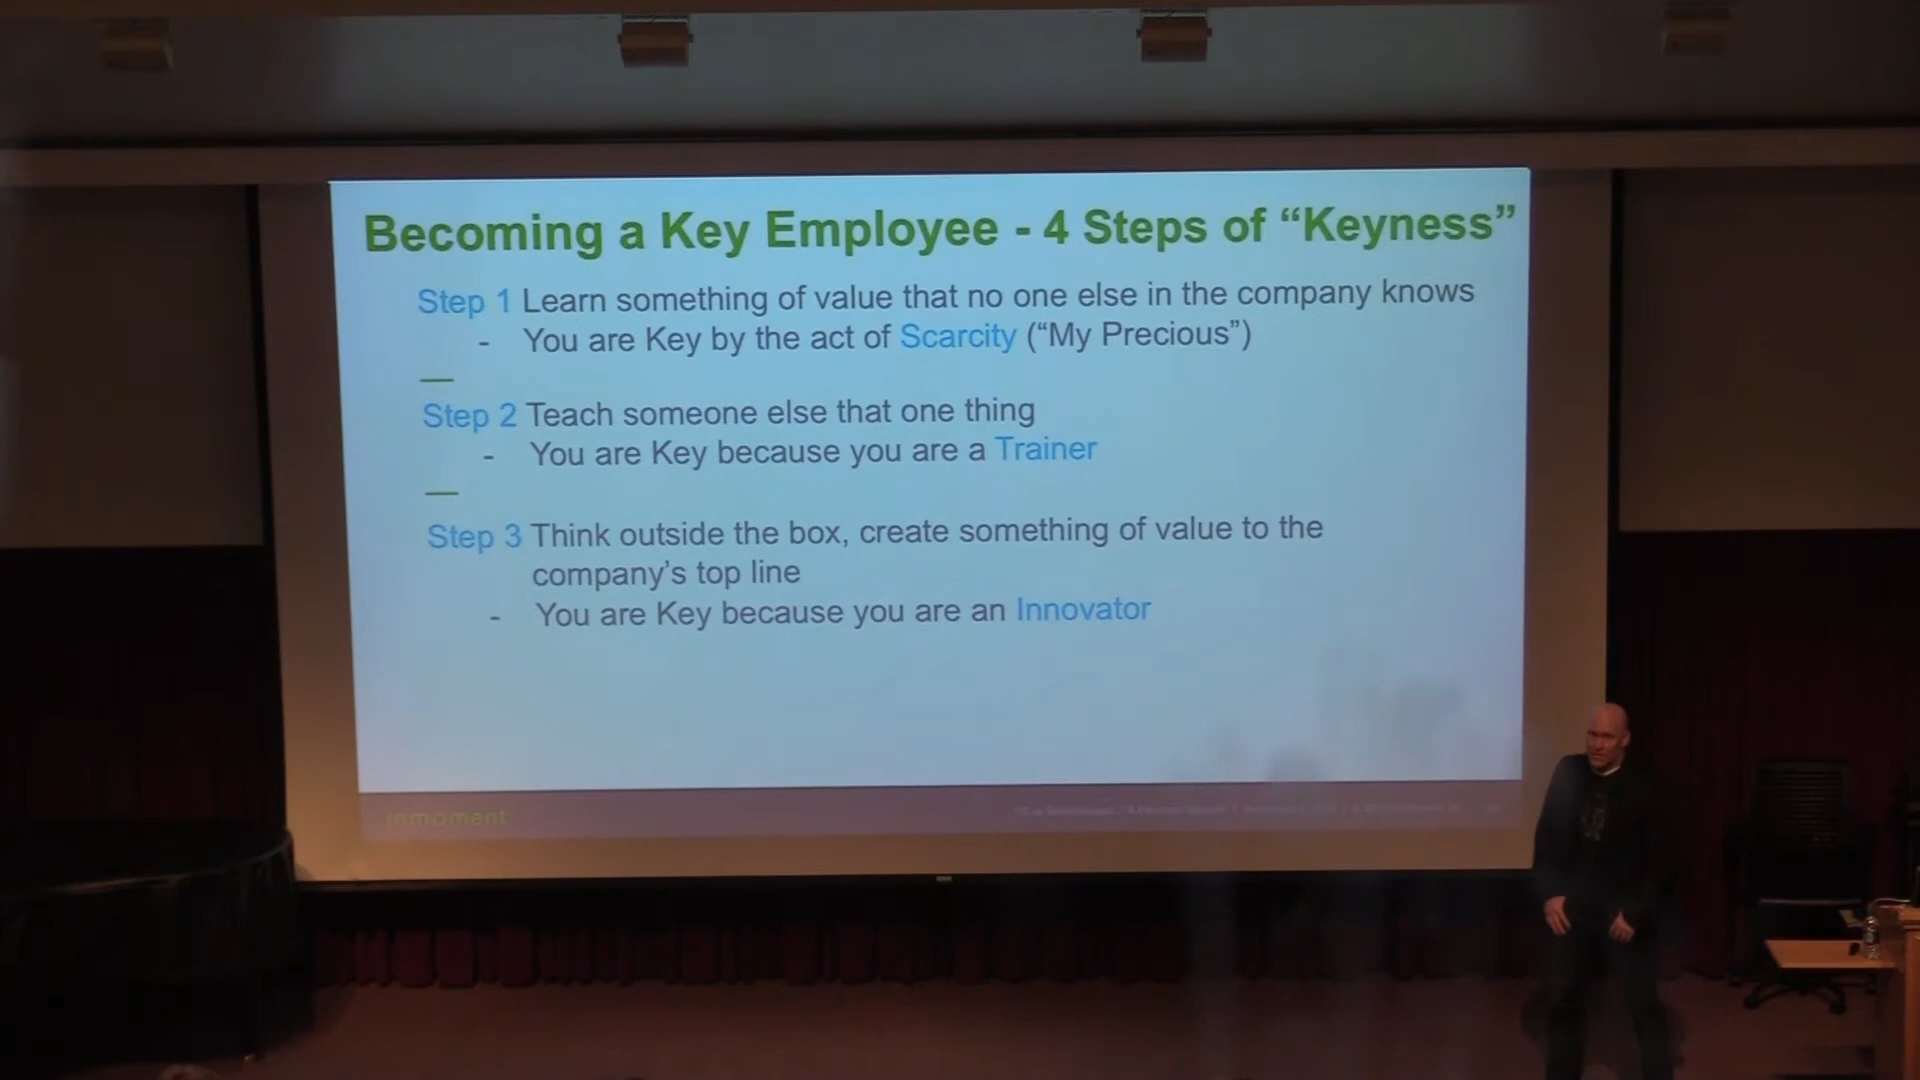 Becoming a Key Employee - 4 Steps of “Keyness”
Step 1 Learn something of value that no one else in the company knows
- You are Key by the act of Scarcity (“My Precious”)
Step 2 Teach someone else that one thing
- You are Key because you are a Trainer
Step 3 Think outside the box, create something of value to the
company’s top line
- You are Key because you are an Innovator
inmoment